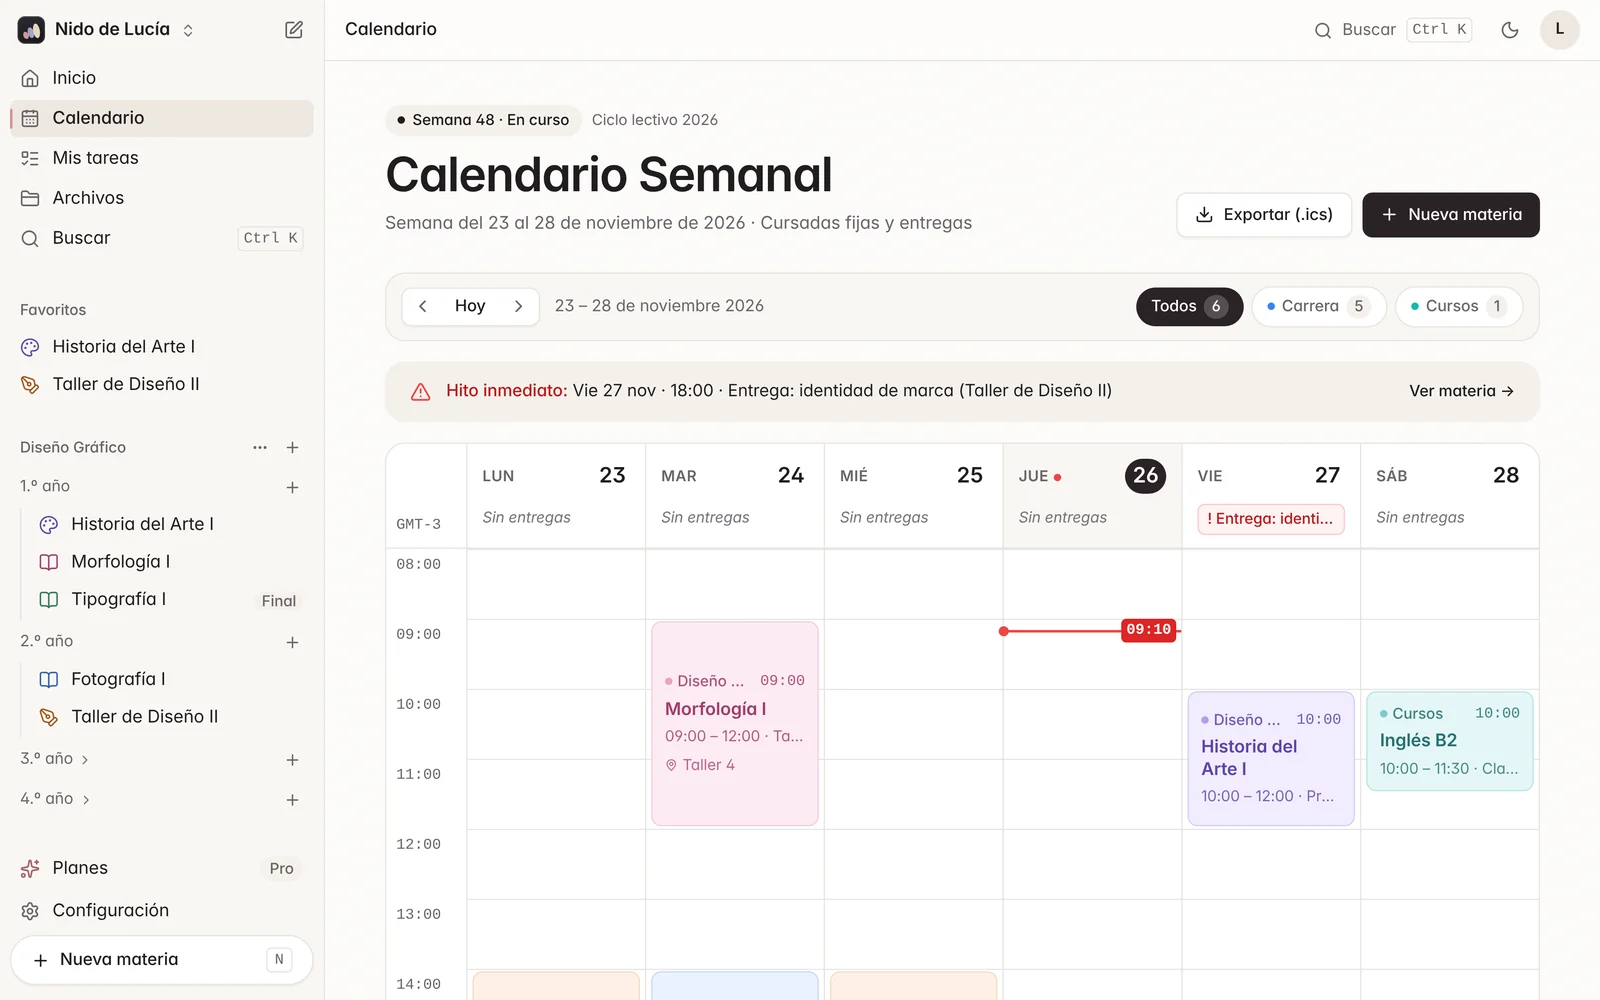 Nido de Lucía
Inicio
Calendario
Mis tareas
Archivos
Buscar Ctrl K
Favoritos
Historia del Arte I
Taller de Diseño II
Diseño Gráfico
1.º año
Historia del Arte I
Morfología I
Tipografía I Final
2.º año
Fotografía I
Taller de Diseño II
3.º año
4.º año
Planes Pro
Configuración
Nueva materia N
Calendario
Buscar Ctrl K L
Semana 48 · En curso Ciclo lectivo 2026
Calendario Semanal
Semana del 23 al 28 de noviembre de 2026 · Cursadas fijas y entregas
Exportar (.ics) Nueva materia
Hoy 23 – 28 de noviembre 2026
Todos 6 Carrera 5 Cursos 1
Hito inmediato: Vie 27 nov · 18:00 · Entrega: identidad de marca (Taller de Diseño II) Ver materia →
GMT-3
LUN 23
Sin entregas
MAR 24
Sin entregas
MIÉ 25
Sin entregas
JUE 26
Sin entregas
VIE 27
! Entrega: identi...
SÁB 28
Sin entregas
08:00
09:00
10:00
11:00
12:00
13:00
14:00
Diseño ... 09:00
Morfología I
09:00 – 12:00 · Ta...
Taller 4
09:10
Diseño ... 10:00
Historia del
Arte I
10:00 – 12:00 · Pr...
Cursos 10:00
Inglés B2
10:00 – 11:30 · Cla...